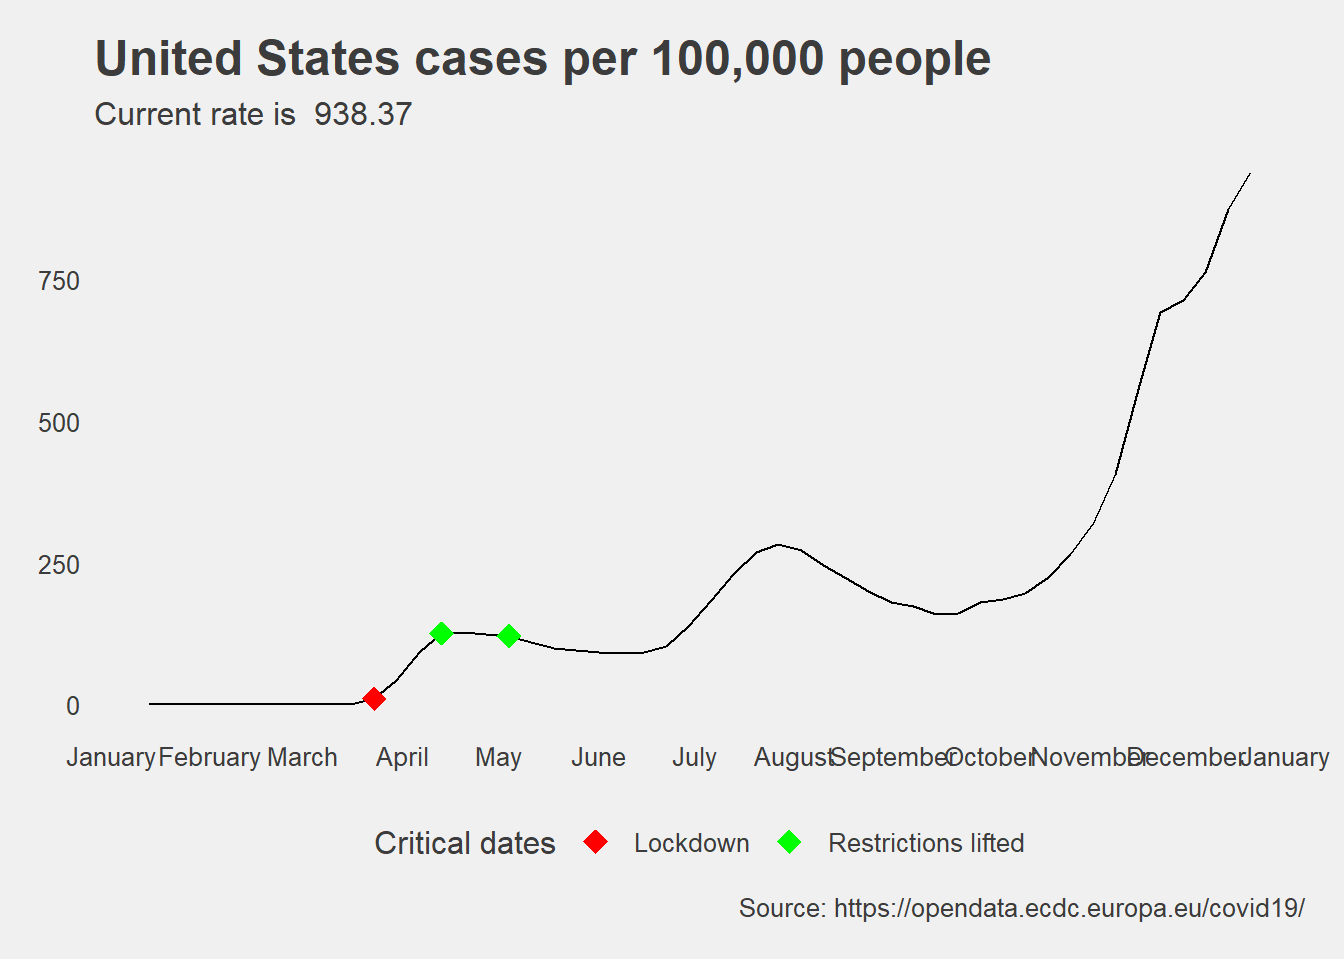 United States cases per 100,000 people
Current rate is  938.37
750
500
250
0
January February March April May June July August September October November December January
Critical dates Lockdown Restrictions lifted
Source: https://opendata.ecdc.europa.eu/covid19/